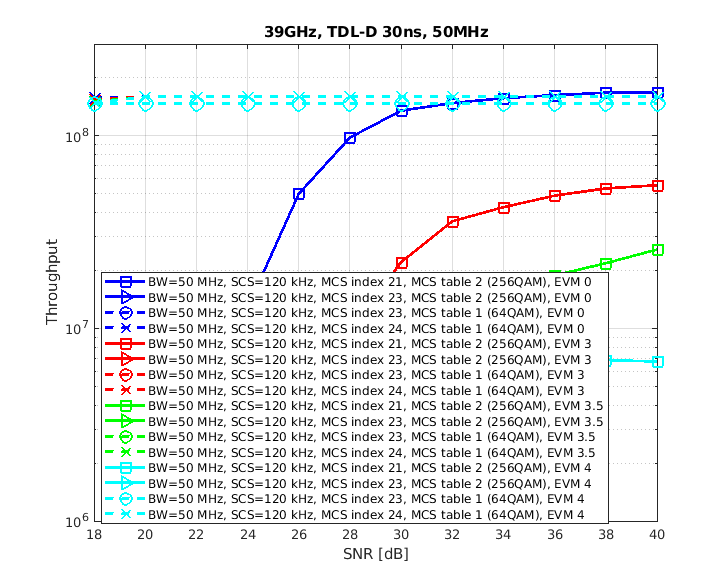 39GHz, TDL-D 30ns, 50MHz
10^8
10^7
10^6
Throughput
BW=50 MHz, SCS=120 kHz, MCS index 21, MCS table 2 (256QAM), EVM 0
BW=50 MHz, SCS=120 kHz, MCS index 23, MCS table 2 (256QAM), EVM 0
BW=50 MHz, SCS=120 kHz, MCS index 23, MCS table 1 (64QAM), EVM 0
BW=50 MHz, SCS=120 kHz, MCS index 24, MCS table 1 (64QAM), EVM 0
BW=50 MHz, SCS=120 kHz, MCS index 21, MCS table 2 (256QAM), EVM 3
BW=50 MHz, SCS=120 kHz, MCS index 23, MCS table 2 (256QAM), EVM 3
BW=50 MHz, SCS=120 kHz, MCS index 23, MCS table 1 (64QAM), EVM 3
BW=50 MHz, SCS=120 kHz, MCS index 24, MCS table 1 (64QAM), EVM 3
BW=50 MHz, SCS=120 kHz, MCS index 21, MCS table 2 (256QAM), EVM 3.5
BW=50 MHz, SCS=120 kHz, MCS index 23, MCS table 2 (256QAM), EVM 3.5
BW=50 MHz, SCS=120 kHz, MCS index 23, MCS table 1 (64QAM), EVM 3.5
BW=50 MHz, SCS=120 kHz, MCS index 24, MCS table 1 (64QAM), EVM 3.5
BW=50 MHz, SCS=120 kHz, MCS index 21, MCS table 2 (256QAM), EVM 4
BW=50 MHz, SCS=120 kHz, MCS index 23, MCS table 2 (256QAM), EVM 4
BW=50 MHz, SCS=120 kHz, MCS index 23, MCS table 1 (64QAM), EVM 4
BW=50 MHz, SCS=120 kHz, MCS index 24, MCS table 1 (64QAM), EVM 4
18 20 22 24 26 28 30 32 34 36 38 40
SNR [dB]